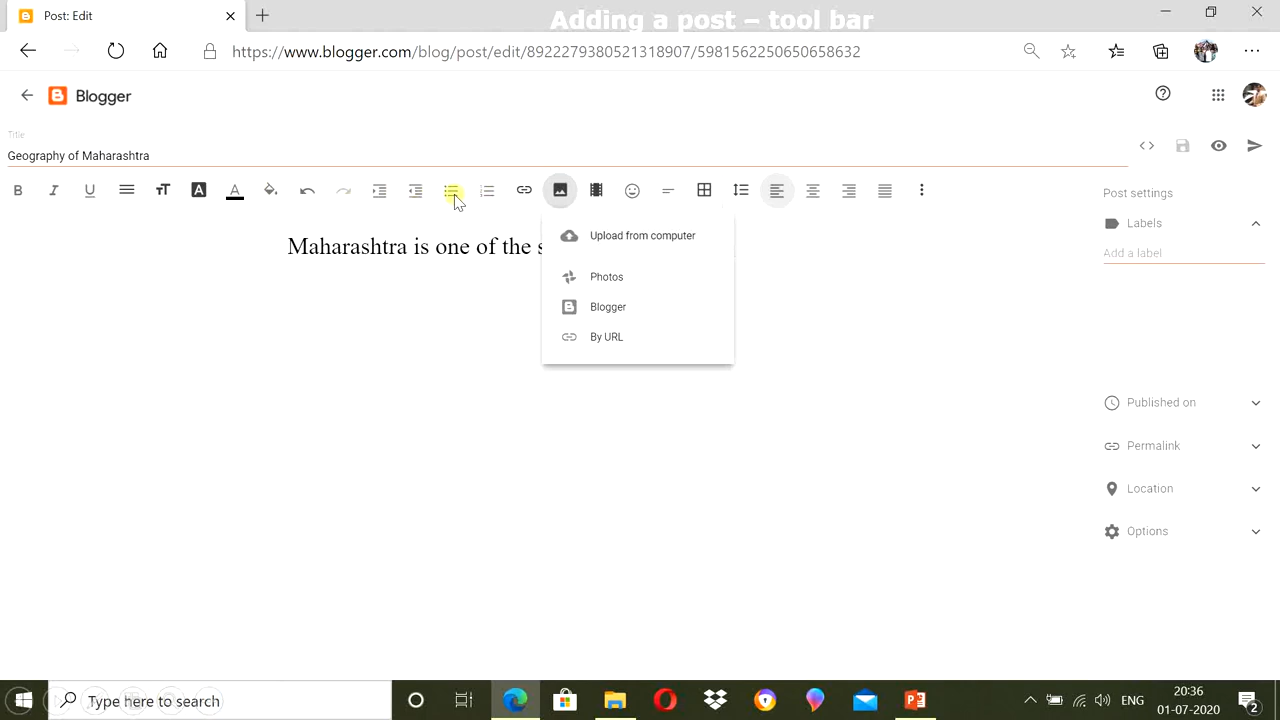 Adding a post – tool bar
Post: Edit
https://www.blogger.com/blog/post/edit/8922279380521318907/5981562250650658632
Blogger
Title
Geography of Maharashtra
B I U A A
Post settings
Labels
Add a label
Maharashtra is one of the s
Upload from computer
Photos
Blogger
By URL
Published on
Permalink
Location
Options
Type here to search
ENG
20:36
01-07-2020
2